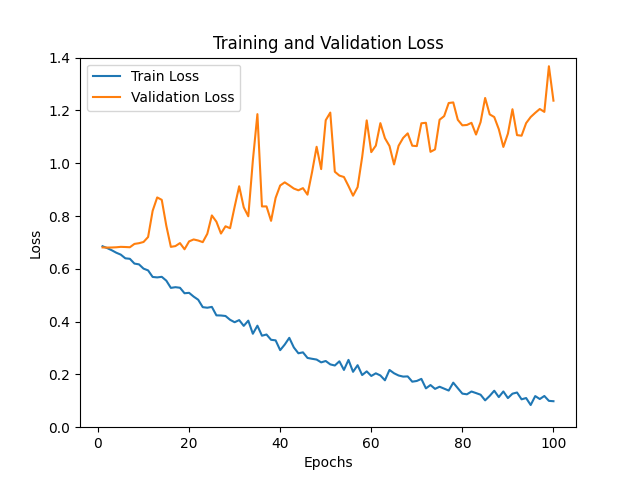 Training and Validation Loss
Train Loss
Validation Loss
1.4
1.2
1.0
0.8
0.6
0.4
0.2
0.0
Loss
0 20 40 60 80 100
Epochs